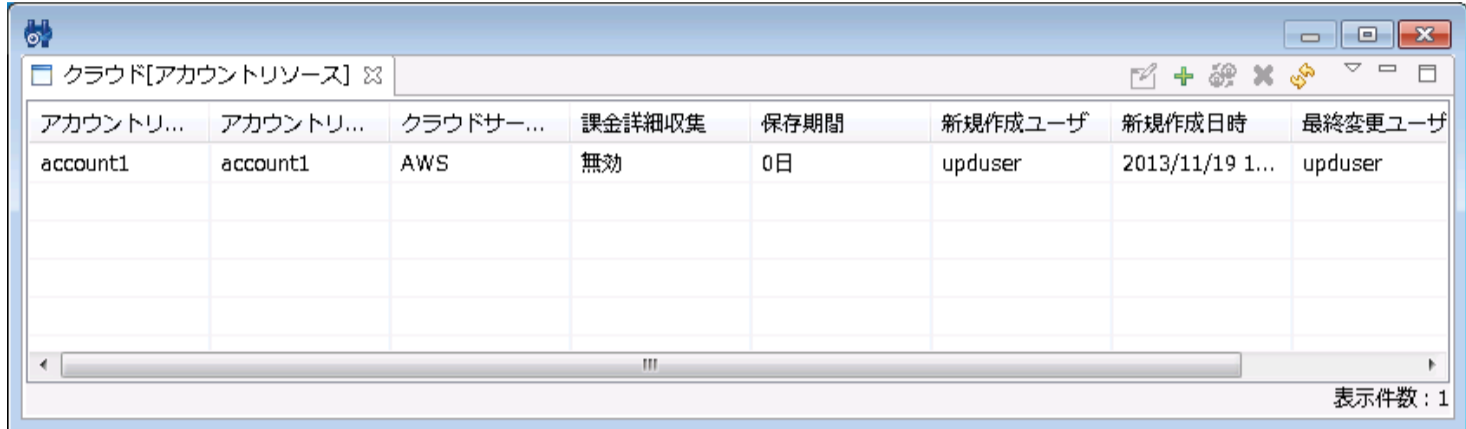 クラウド[アカウントリソース]
アカウントリ... アカウントリ... クラウドサー... 課金詳細収集 保存期間 新規作成ユーザ 新規作成日時 最終変更ユーザ
account1 account1 AWS 無効 0日 upduser 2013/11/19 1... upduser
表示件数 : 1